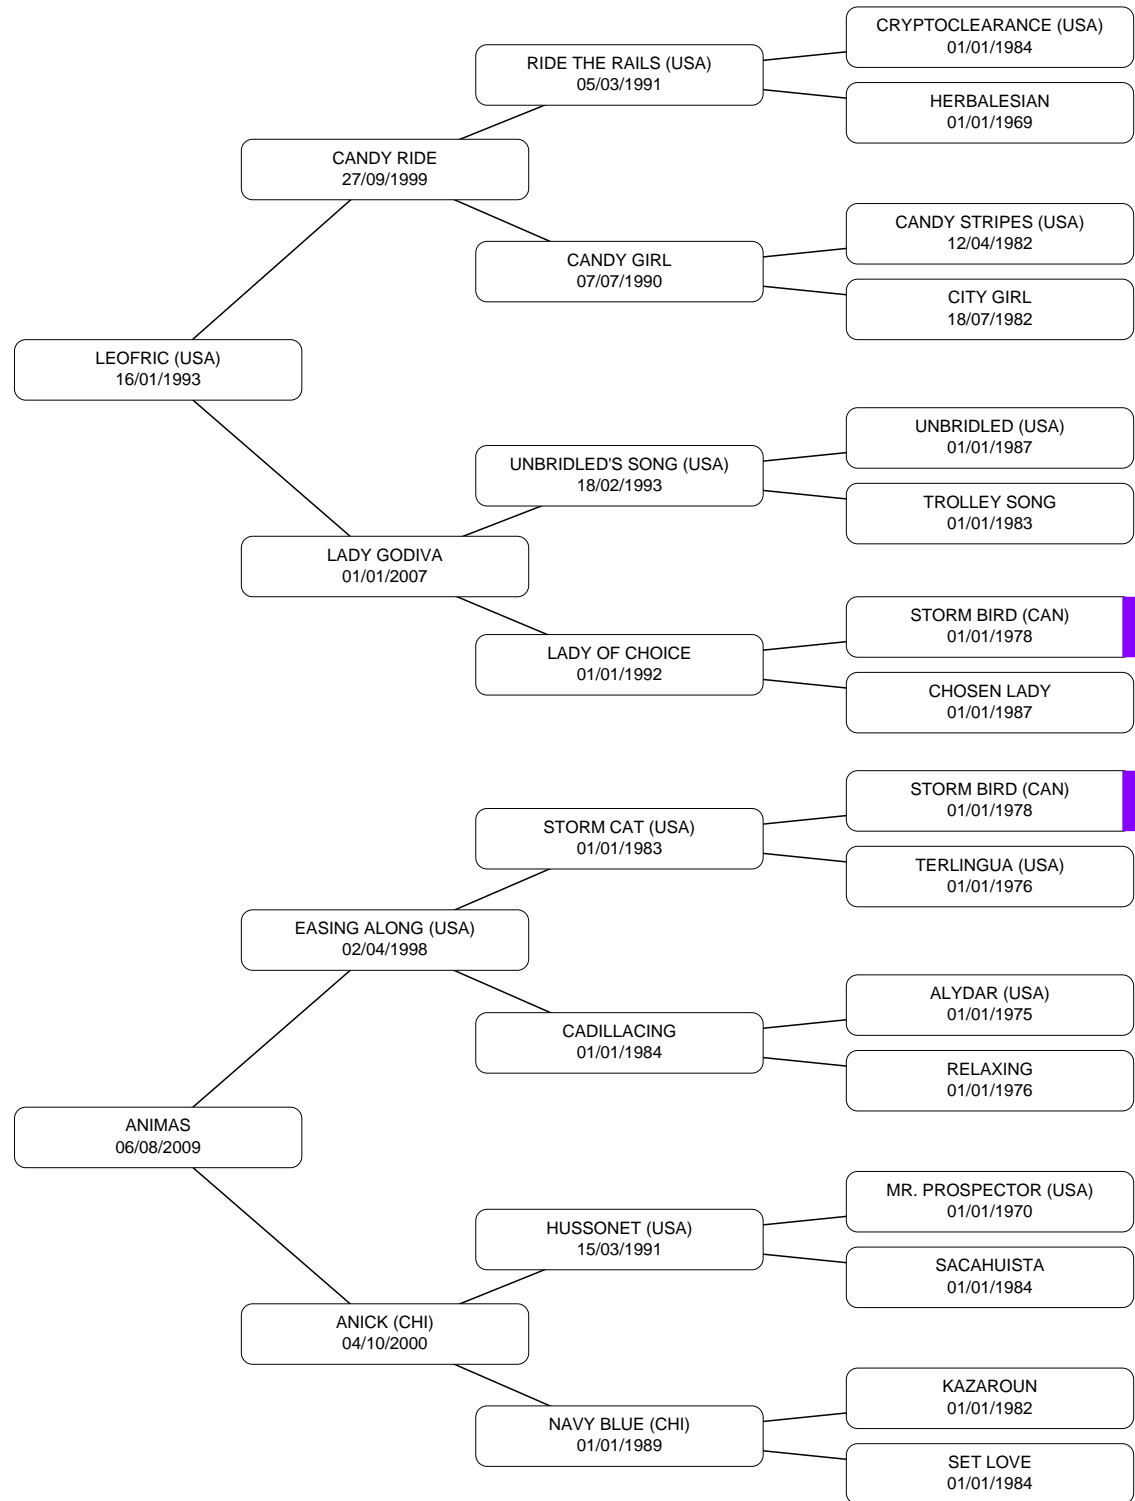 CRYPTOCLEARANCE (USA)
01/01/1984
RIDE THE RAILS (USA)
05/03/1991
HERBALESIAN
01/01/1969
CANDY RIDE
27/09/1999
CANDY STRIPES (USA)
12/04/1982
CANDY GIRL
07/07/1990
CITY GIRL
18/07/1982
LEOFRIC (USA)
16/01/1993
UNBRIDLED (USA)
01/01/1987
UNBRIDLED'S SONG (USA)
18/02/1993
TROLLEY SONG
01/01/1983
LADY GODIVA
01/01/2007
STORM BIRD (CAN)
01/01/1978
LADY OF CHOICE
01/01/1992
CHOSEN LADY
01/01/1987
STORM BIRD (CAN)
01/01/1978
STORM CAT (USA)
01/01/1983
TERLINGUA (USA)
01/01/1976
EASING ALONG (USA)
02/04/1998
ALYDAR (USA)
01/01/1975
CADILLACING
01/01/1984
RELAXING
01/01/1976
ANIMAS
06/08/2009
MR. PROSPECTOR (USA)
01/01/1970
HUSSONET (USA)
15/03/1991
SACAHUISTA
01/01/1984
ANICK (CHI)
04/10/2000
KAZAROUN
01/01/1982
NAVY BLUE (CHI)
01/01/1989
SET LOVE
01/01/1984